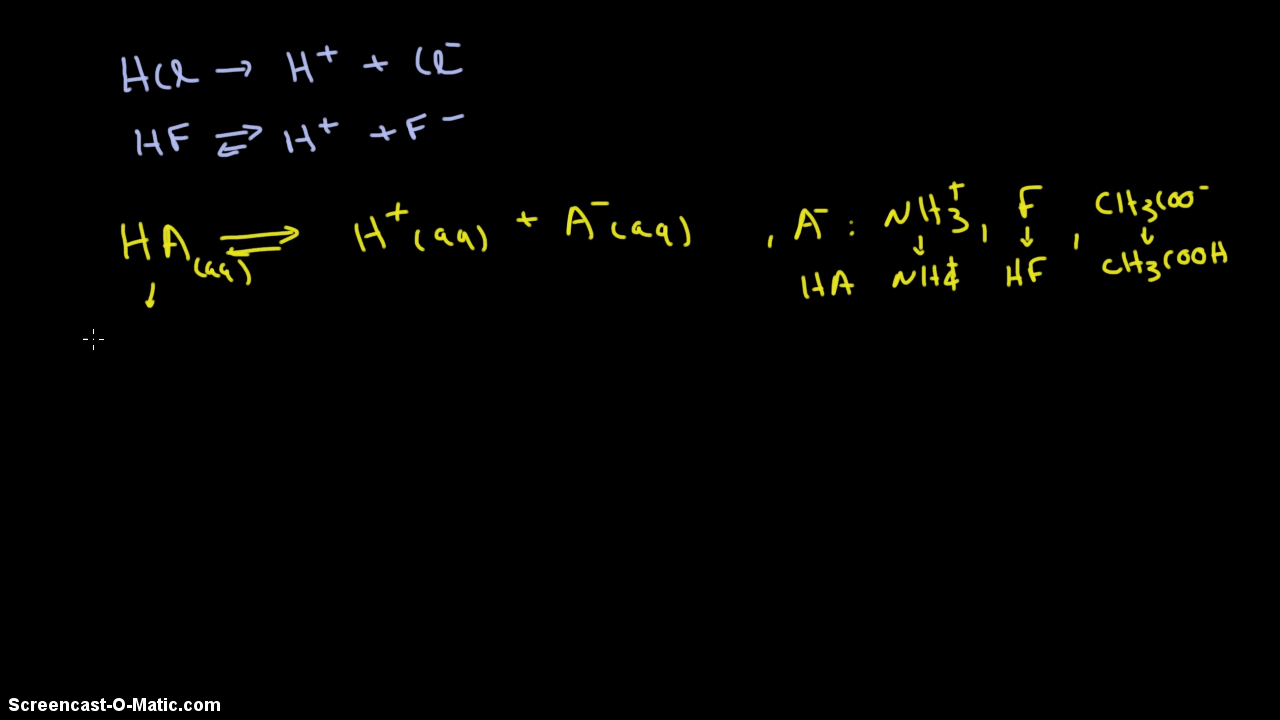 HCl → H⁺ + Cl⁻
HF ⇌ H⁺ + F⁻
HA(aq) ⇌ H⁺(aq) + A⁻(aq) , A⁻ : NH₃⁺ , F , CH₃COO⁻
↓ ↓ ↓ ↓
HA NH₄ HF CH₃COOH
Screencast-O-Matic.com